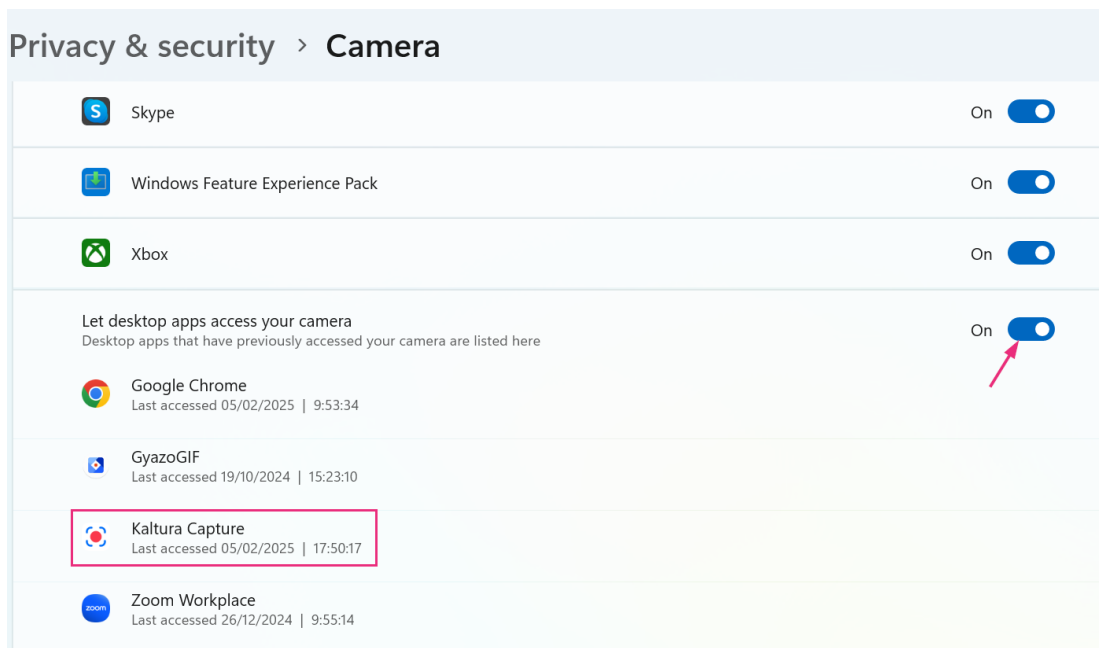 Privacy & security > Camera
S
Skype
On
Windows Feature Experience Pack
On
Xbox
On
Let desktop apps access your camera
On
Desktop apps that have previously accessed your camera are listed here
Google Chrome
Last accessed 05/02/2025 | 9:53:34
GyazoGIF
Last accessed 19/10/2024 | 15:23:10
Kaltura Capture
Last accessed 05/02/2025 | 17:50:17
zoom
Zoom Workplace
Last accessed 26/12/2024 | 9:55:14